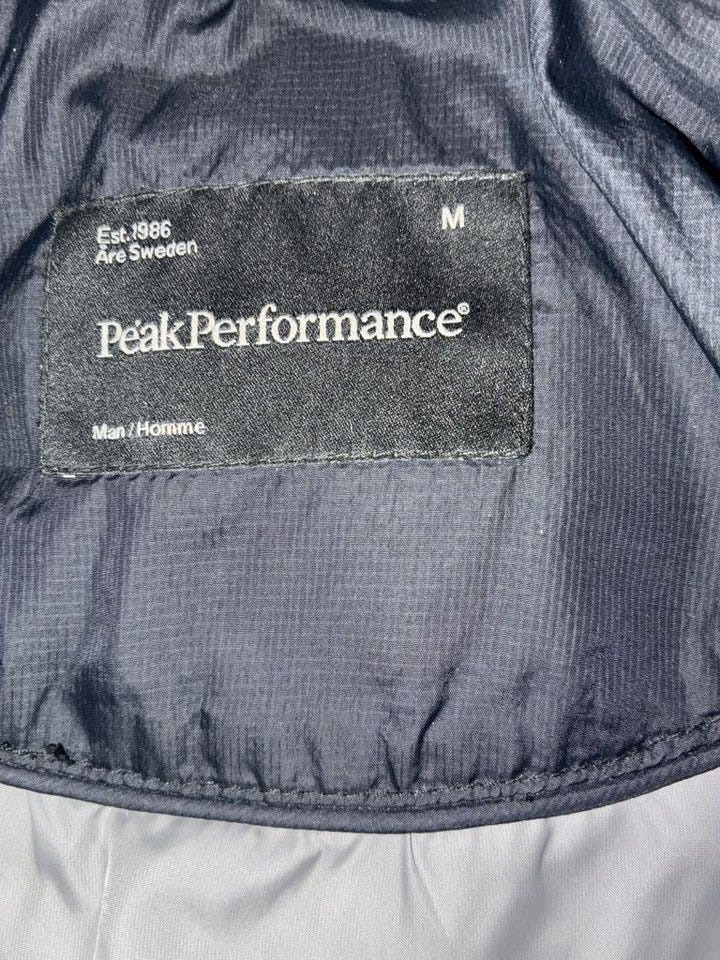 Est.1986
Åre Sweden
M
PeakPerformance®
Man / Homme